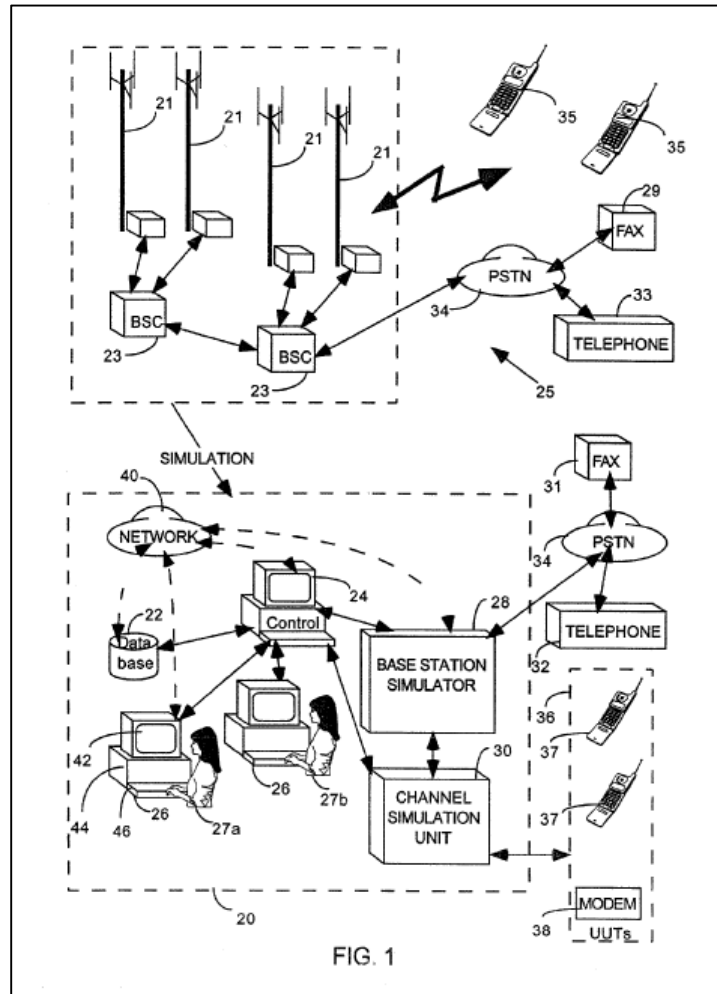 21
21
21
21
35
35
29
FAX
PSTN
34
33
TELEPHONE
BSC
23
BSC
23
25
SIMULATION
40
NETWORK
31
FAX
34
PSTN
24
Control
22
Data
base
28
BASE STATION
SIMULATOR
TELEPHONE
32
36
37
37
42
44
46
26
27a
26
27b
30
CHANNEL
SIMULATION
UNIT
20
MODEM
38
UUTs
FIG. 1